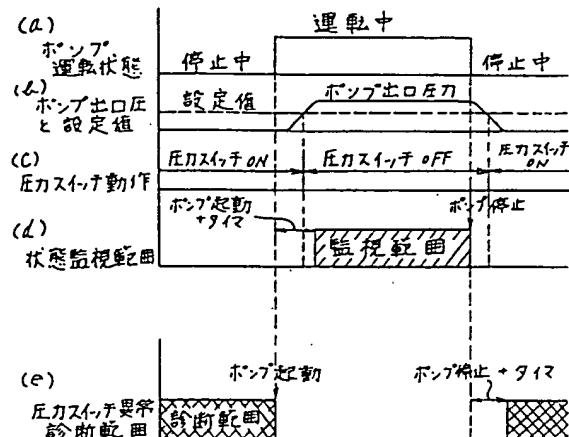 (a)
ポンプ
運転状態
停止中
運転中
停止中
(b)
ポンプ出口圧
と設定値
設定値
ポンプ出口圧力
(c)
圧力スイッチ動作
圧力スイッチON
圧力スイッチOFF
圧力スイッチ
ON
(d)
状態監視範囲
ポンプ起動
+タイマ
監視範囲
ポンプ停止
(e)
圧力スイッチ異常
診断範囲
診断範囲
ポンプ起動
ポンプ停止+タイマ